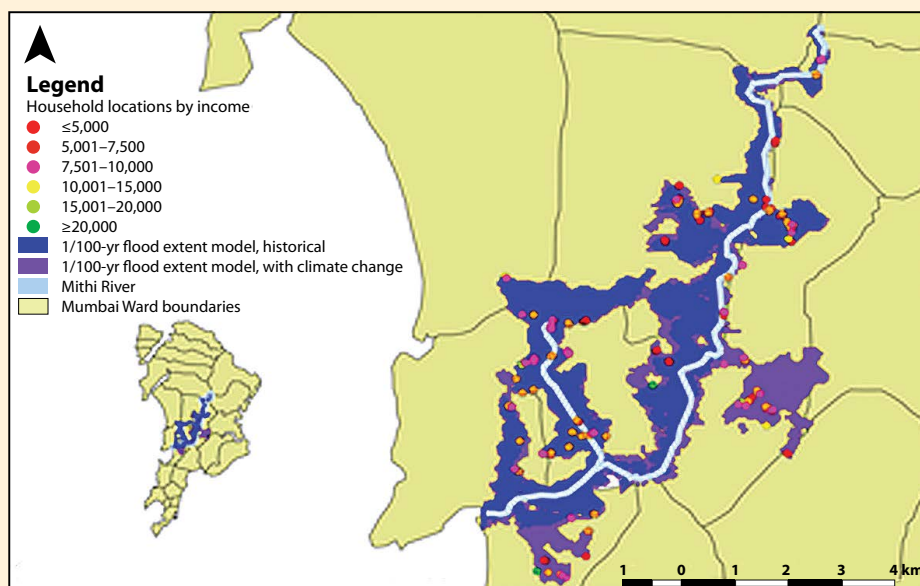 Legend
Household locations by income
≤5,000
5,001–7,500
7,501–10,000
10,001–15,000
15,001–20,000
≥20,000
1/100-yr flood extent model, historical
1/100-yr flood extent model, with climate change
Mithi River
Mumbai Ward boundaries
1 0 1 2 3 4 km